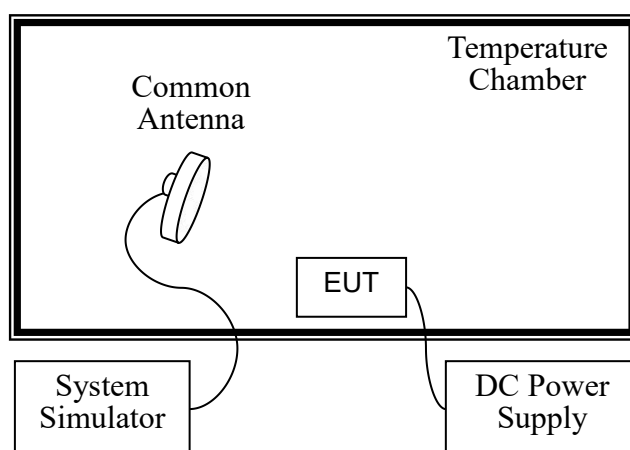 Temperature
Chamber
Common
Antenna
EUT
System
Simulator
DC Power
Supply